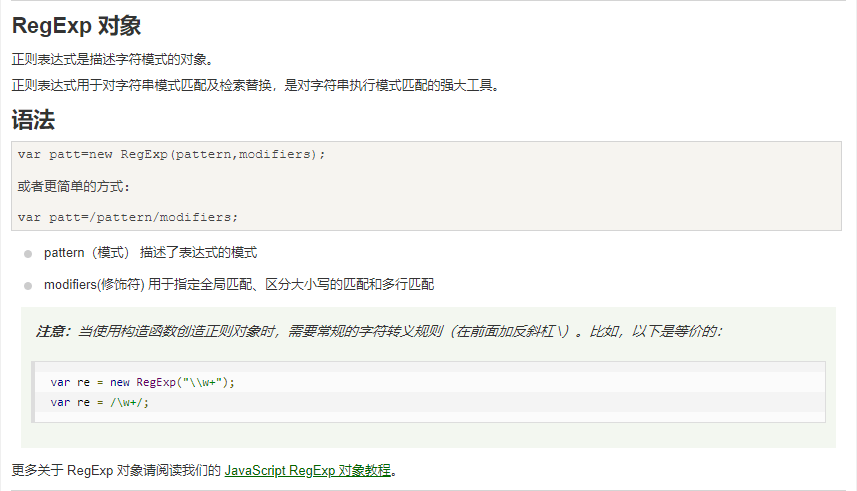 RegExp 对象
正则表达式是描述字符模式的对象。
正则表达式用于对字符串模式匹配及检索替换，是对字符串执行模式匹配的强大工具。
语法
var patt=new RegExp(pattern,modifiers);
或者更简单的方式：
var patt=/pattern/modifiers;
pattern（模式） 描述了表达式的模式
modifiers(修饰符) 用于指定全局匹配、区分大小写的匹配和多行匹配
注意：当使用构造函数创造正则对象时，需要常规的字符转义规则（在前面加反斜杠 \）。比如，以下是等价的：
var re = new RegExp("\\w+");
var re = /\w+/;
更多关于 RegExp 对象请阅读我们的 JavaScript RegExp 对象教程。